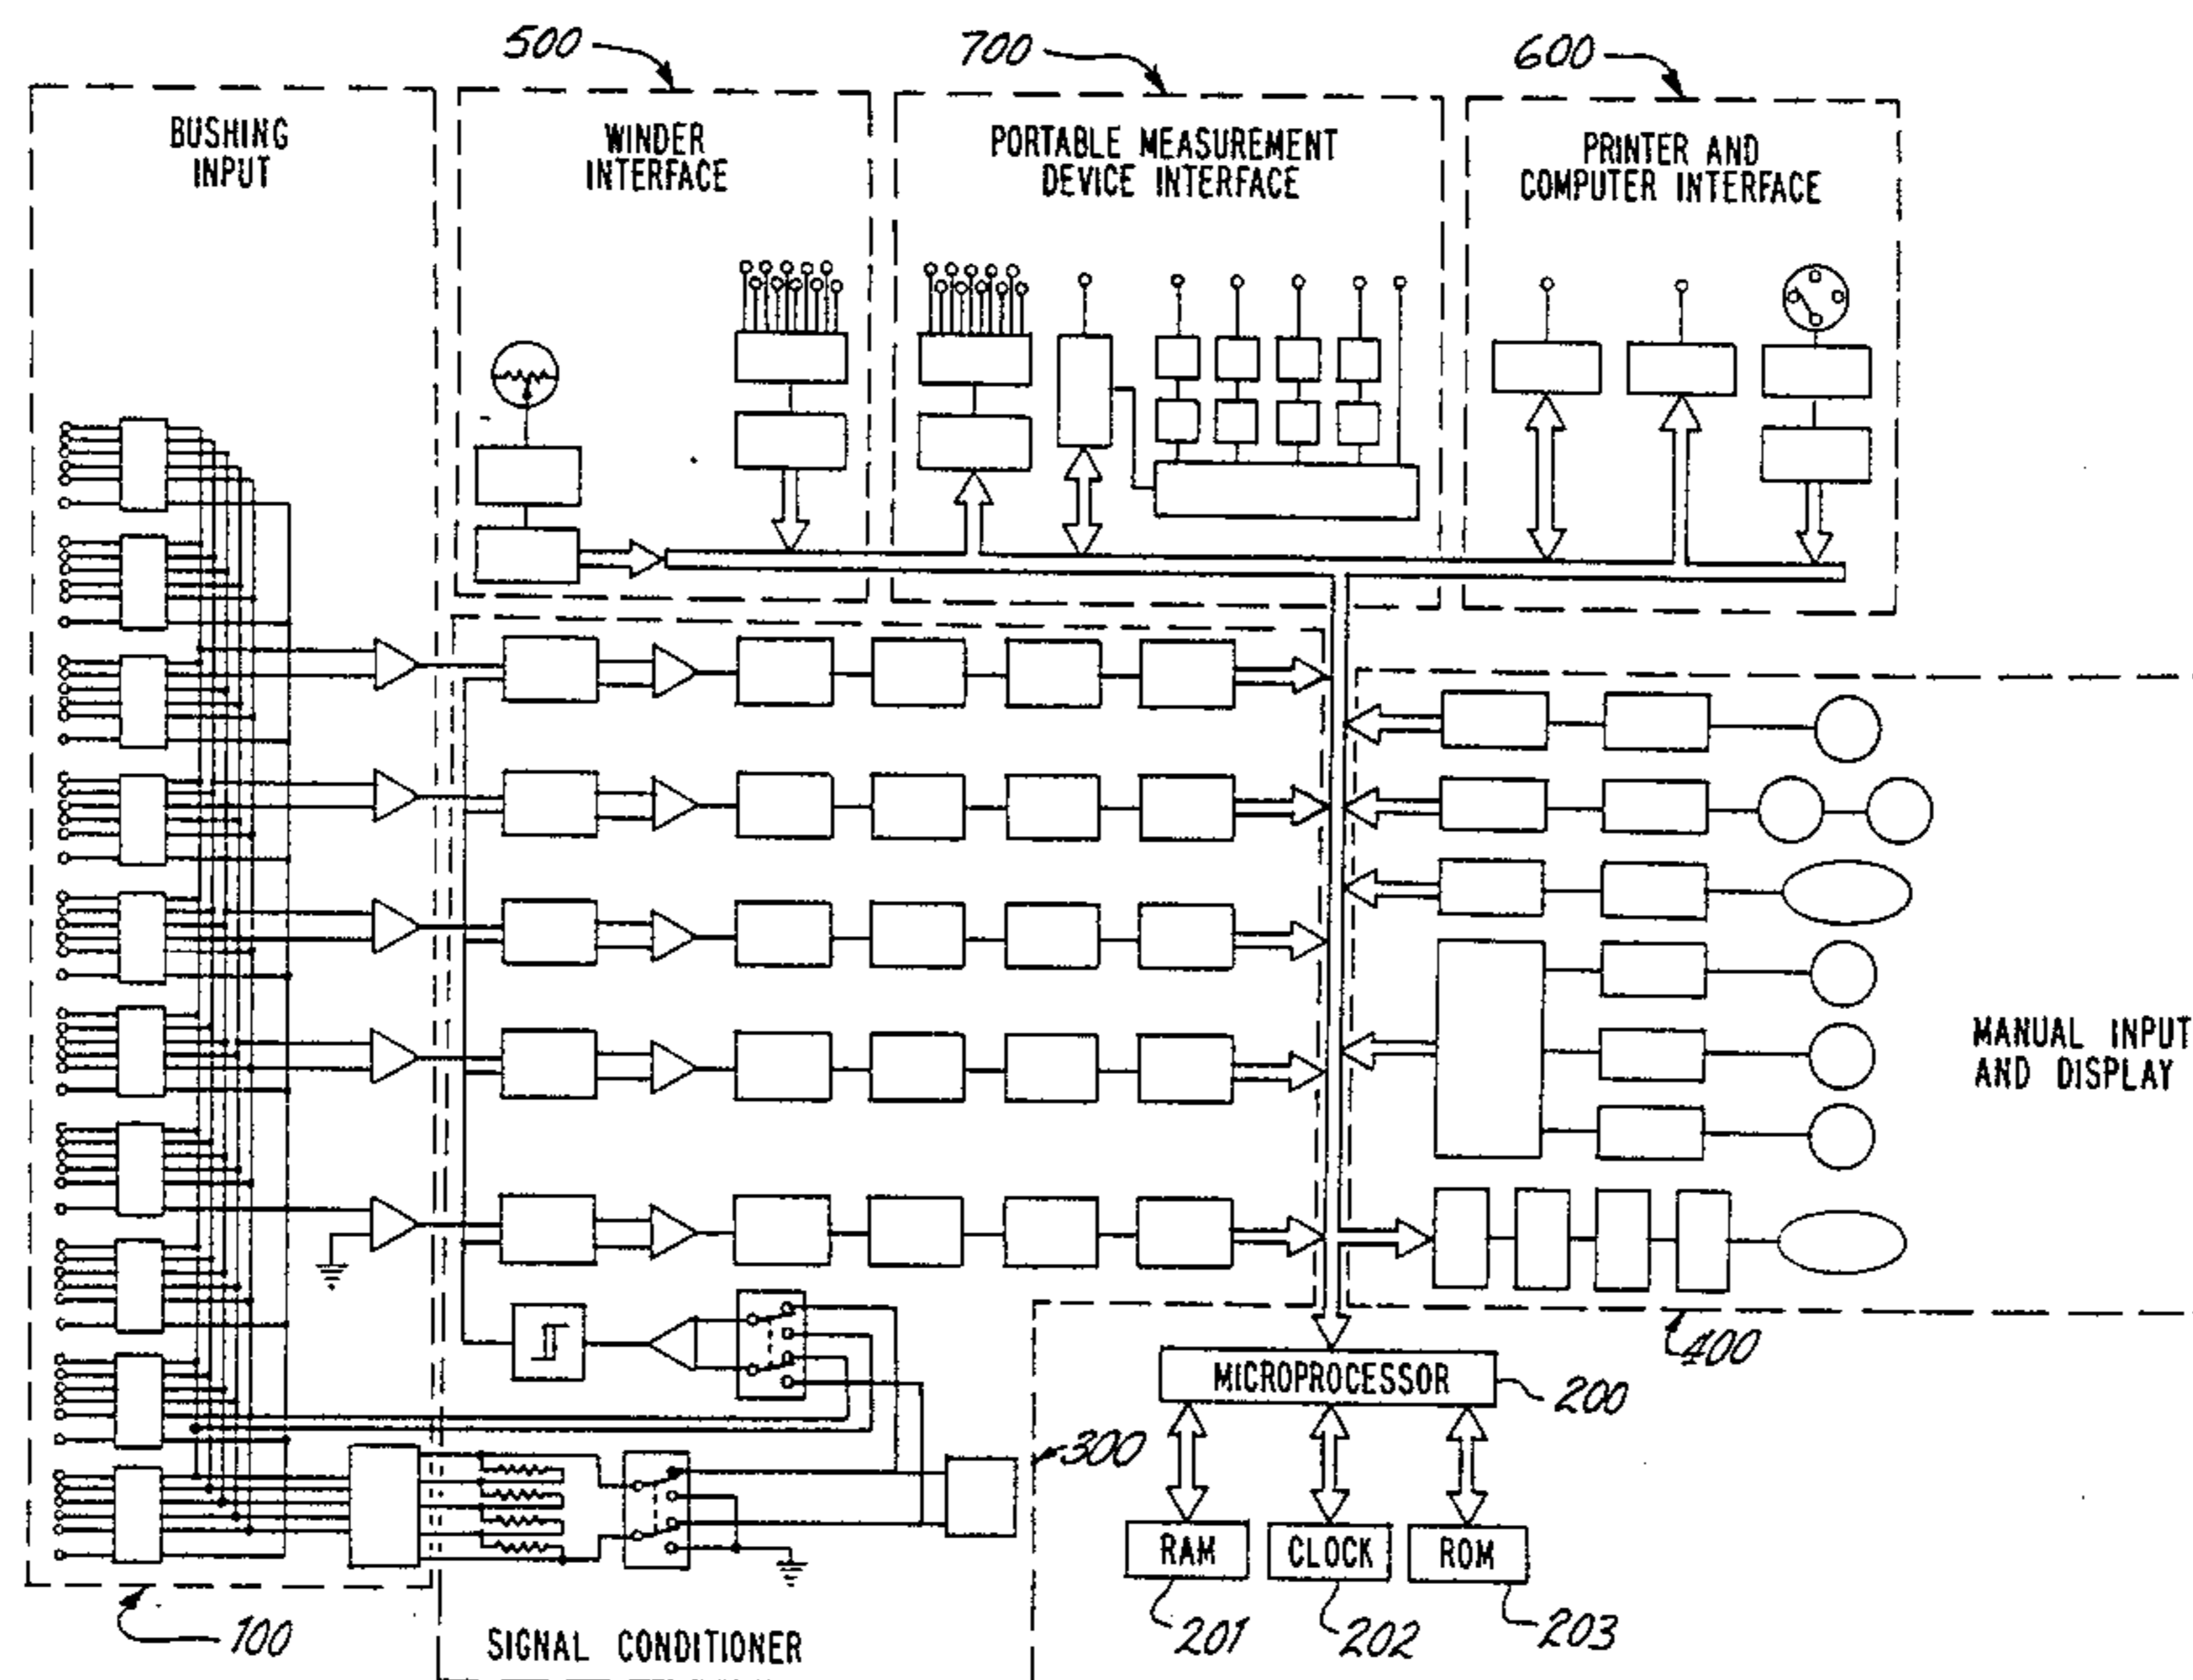 500
700
600
BUSHING
INPUT
WINDER
INTERFACE
PORTABLE MEASUREMENT
DEVICE INTERFACE
PRINTER AND
COMPUTER INTERFACE
MANUAL INPUT
AND DISPLAY
400
MICROPROCESSOR
200
300
RAM
CLOCK
ROM
201
202
203
100
SIGNAL CONDITIONER